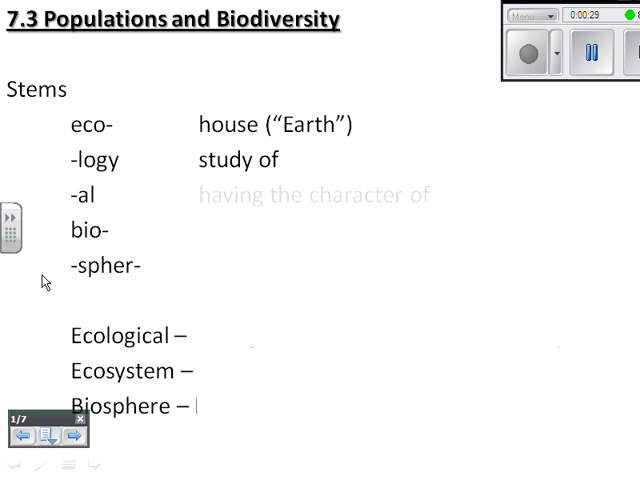 7.3 Populations and Biodiversity
Menu
0:00:29
Stems
eco- house (“Earth”)
-logy study of
-al having the character of
bio-
-spher-
Ecological –
Ecosystem –
Biosphere –
1/7